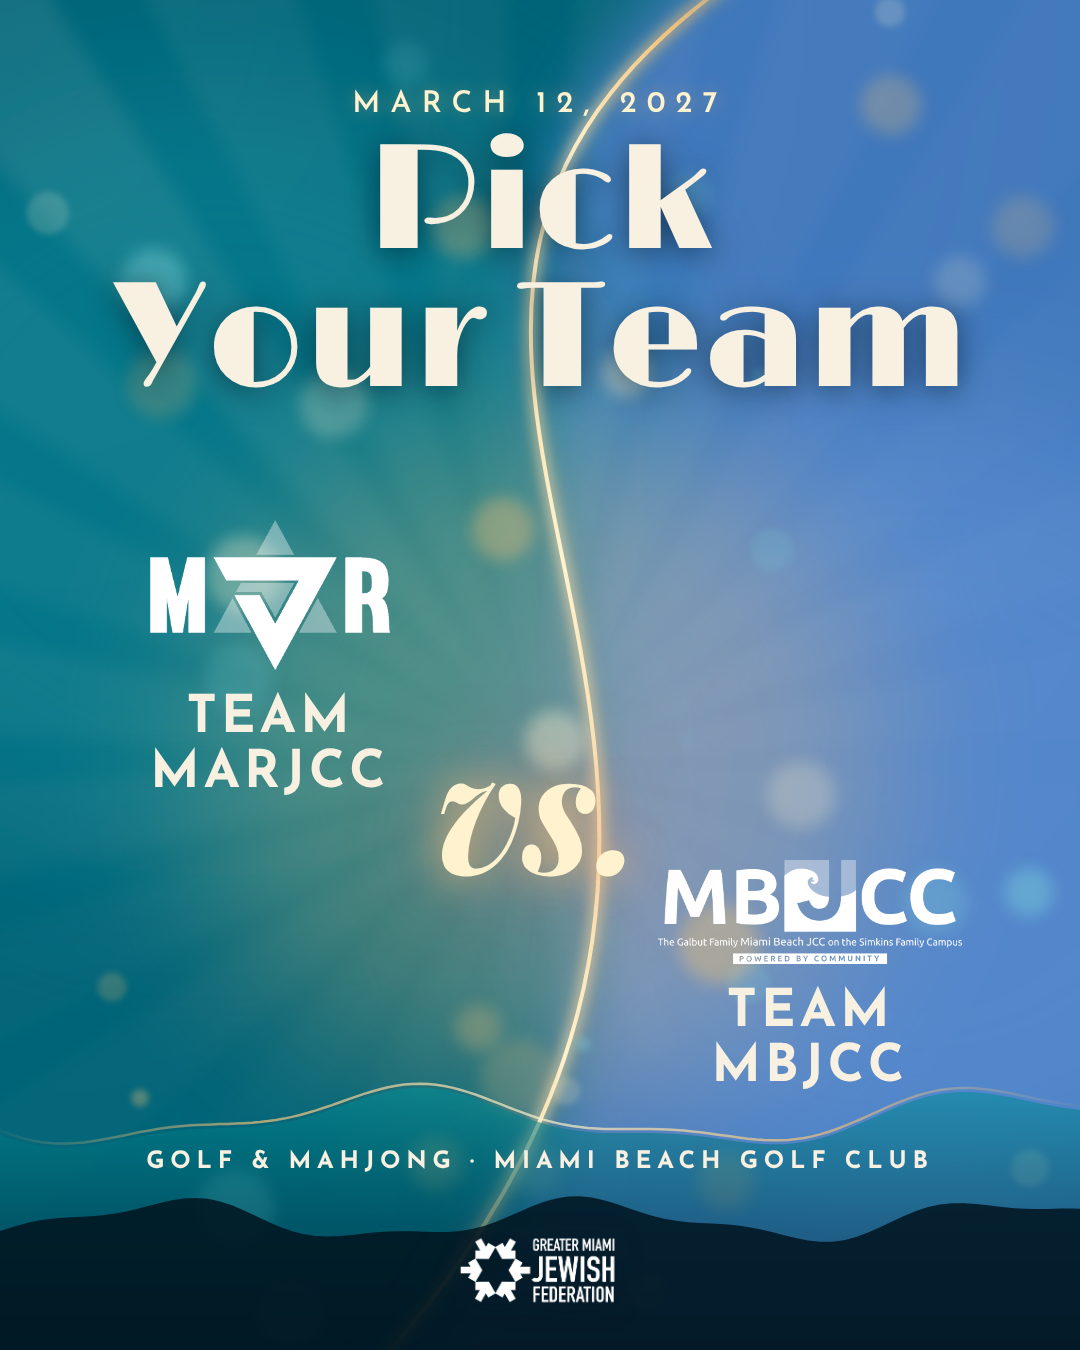 MARCH 12, 2027
Pick
Your Team
M R
TEAM
MARJCC
vs.
MBJCC
The Galbut Family Miami Beach JCC on the Simkins Family Campus
POWERED BY COMMUNITY
TEAM
MBJCC
GOLF & MAHJONG · MIAMI BEACH GOLF CLUB
GREATER MIAMI
JEWISH
FEDERATION